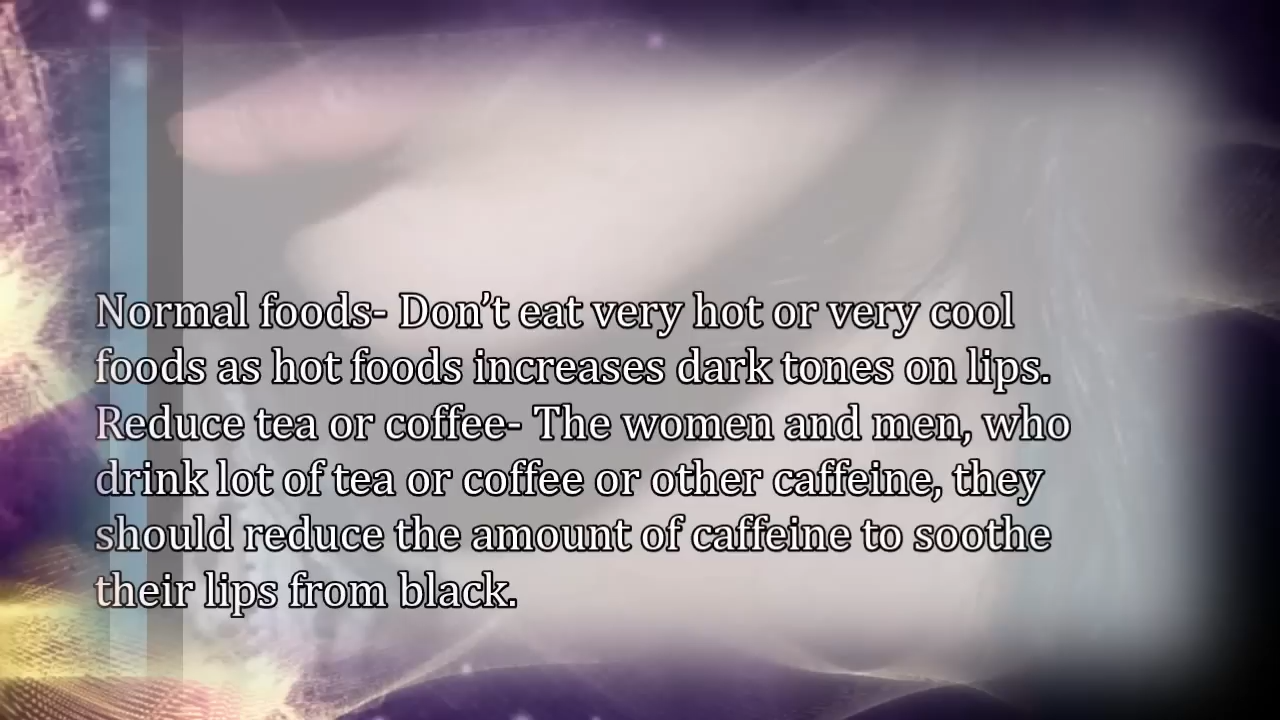 Normal foods- Don’t eat very hot or very cool
foods as hot foods increases dark tones on lips.
Reduce tea or coffee- The women and men, who
drink lot of tea or coffee or other caffeine, they
should reduce the amount of caffeine to soothe
their lips from black.